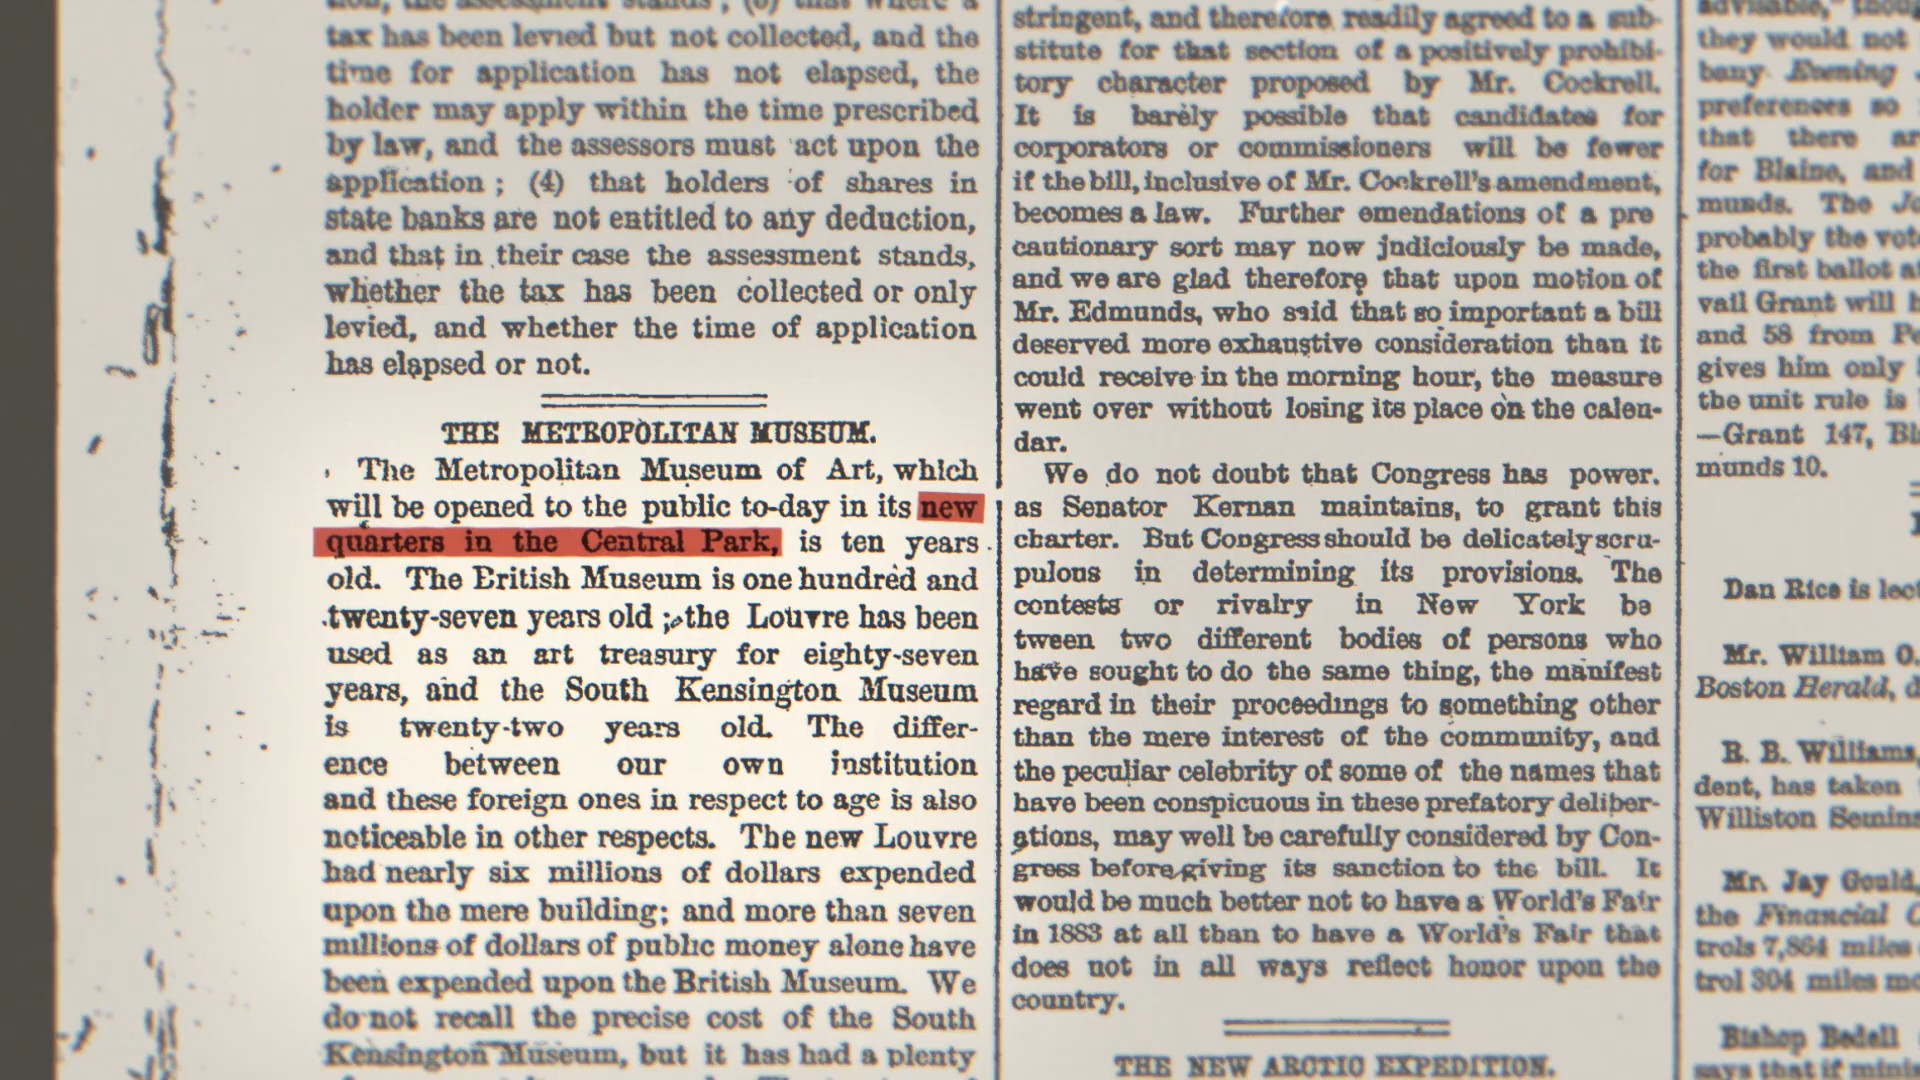 tax has been levied but not collected, and the
time for application has not elapsed, the
holder may apply within the time prescribed
by law, and the assessors must act upon the
application ; (4) that holders of shares in
state banks are not entitled to any deduction,
and that in their case the assessment stands,
whether the tax has been collected or only
levied, and whether the time of application
has elapsed or not.
THE METROPOLITAN MUSEUM.
The Metropolitan Museum of Art, which
will be opened to the public to-day in its new
quarters in the Central Park, is ten years
old. The British Museum is one hundred and
twenty-seven years old ; the Louvre has been
used as an art treasury for eighty-seven
years, and the South Kensington Museum
is twenty-two years old. The differ-
ence between our own institution
and these foreign ones in respect to age is also
noticeable in other respects. The new Louvre
had nearly six millions of dollars expended
upon the mere building; and more than seven
millions of dollars of public money alone have
been expended upon the British Museum. We
do not recall the precise cost of the South
Kensington Museum, but it has had a plenty
stringent, and therefore readily agreed to a sub-
stitute for that section of a positively prohibi-
tory character proposed by Mr. Cockrell.
It is barely possible that candidates for
corporators or commissioners will be fewer
if the bill, inclusive of Mr. Cockrell's amendment,
becomes a law. Further emendations of a pre
cautionary sort may now judiciously be made,
and we are glad therefore that upon motion of
Mr. Edmunds, who said that so important a bill
deserved more exhaustive consideration than it
could receive in the morning hour, the measure
went over without losing its place on the calen-
dar.
We do not doubt that Congress has power.
as Senator Kernan maintains, to grant this
charter. But Congress should be delicately scru-
pulous in determining its provisions. The
contests or rivalry in New York be
tween two different bodies of persons who
have sought to do the same thing, the manifest
regard in their proceedings to something other
than the mere interest of the community, and
the peculiar celebrity of some of the names that
have been conspicuous in these prefatory deliber-
ations, may well be carefully considered by Con-
gress before giving its sanction to the bill. It
would be much better not to have a World's Fair
in 1883 at all than to have a World's Fair that
does not in all ways reflect honor upon the
country.
THE NEW ARCTIC EXPEDITION.
they would not
bany Evening
preferences so
that there
for Blaine, and
munds. The
probably the
the first ballot
vail Grant will
and 58 from
gives him only
the unit rule is
—Grant 147,
munds 10.
Dan Rice is
Mr. William O.
Boston Herald,
B. B. Williams,
dent, has taken
Williston
Mr. Jay Gould,
the Financial
trols 7,864 miles
trol 304 miles
Bishop Bedell
says that if